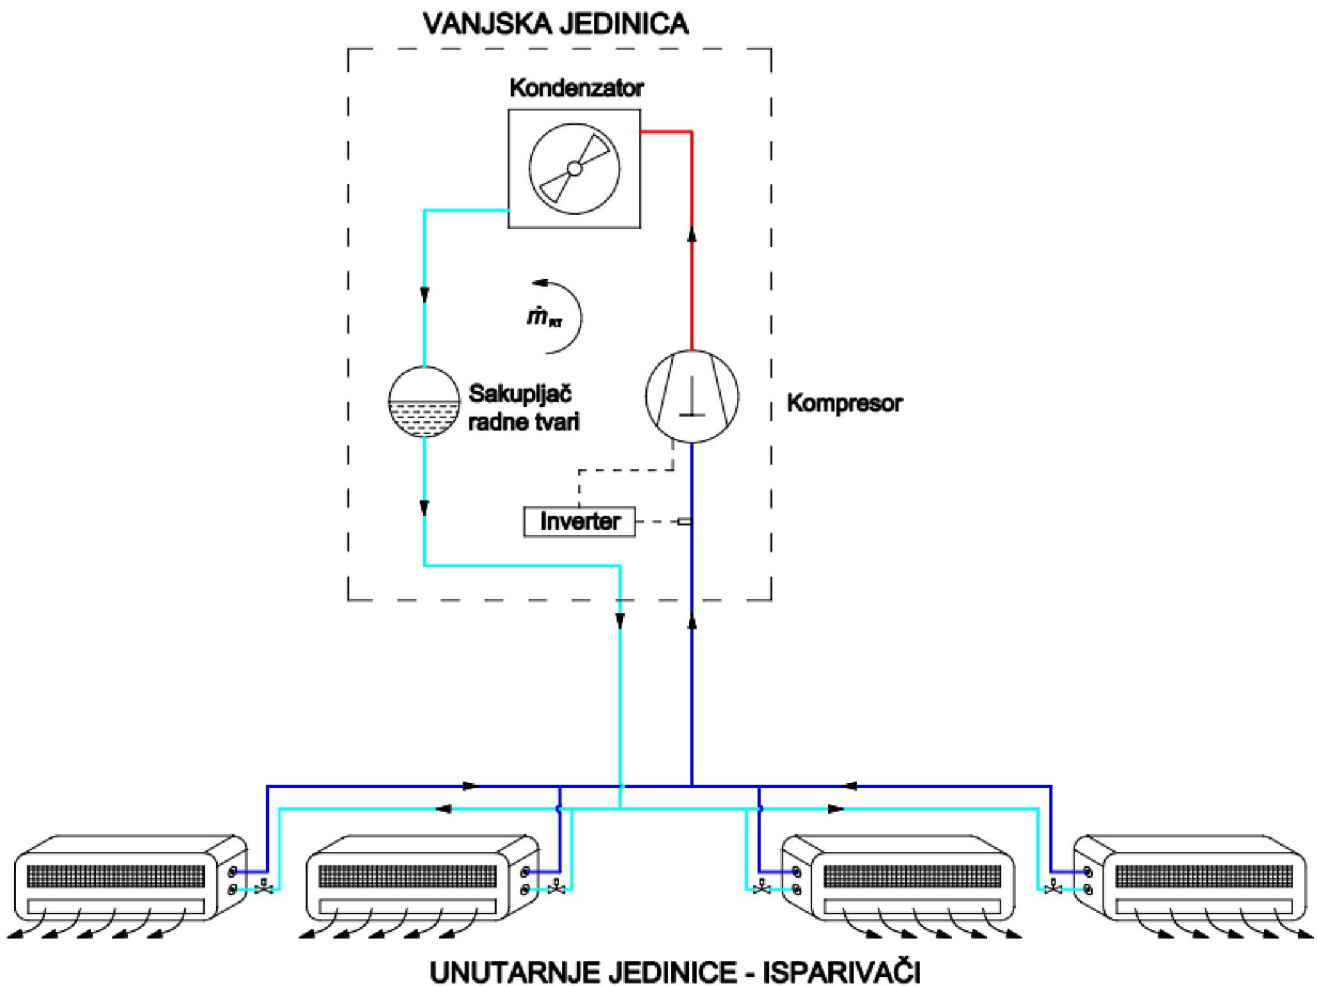 VANJSKA JEDINICA
Kondenzator
ṁRT
Sakupljač
radne tvari
Kompresor
Inverter
UNUTARNJE JEDINICE - ISPARIVAČI